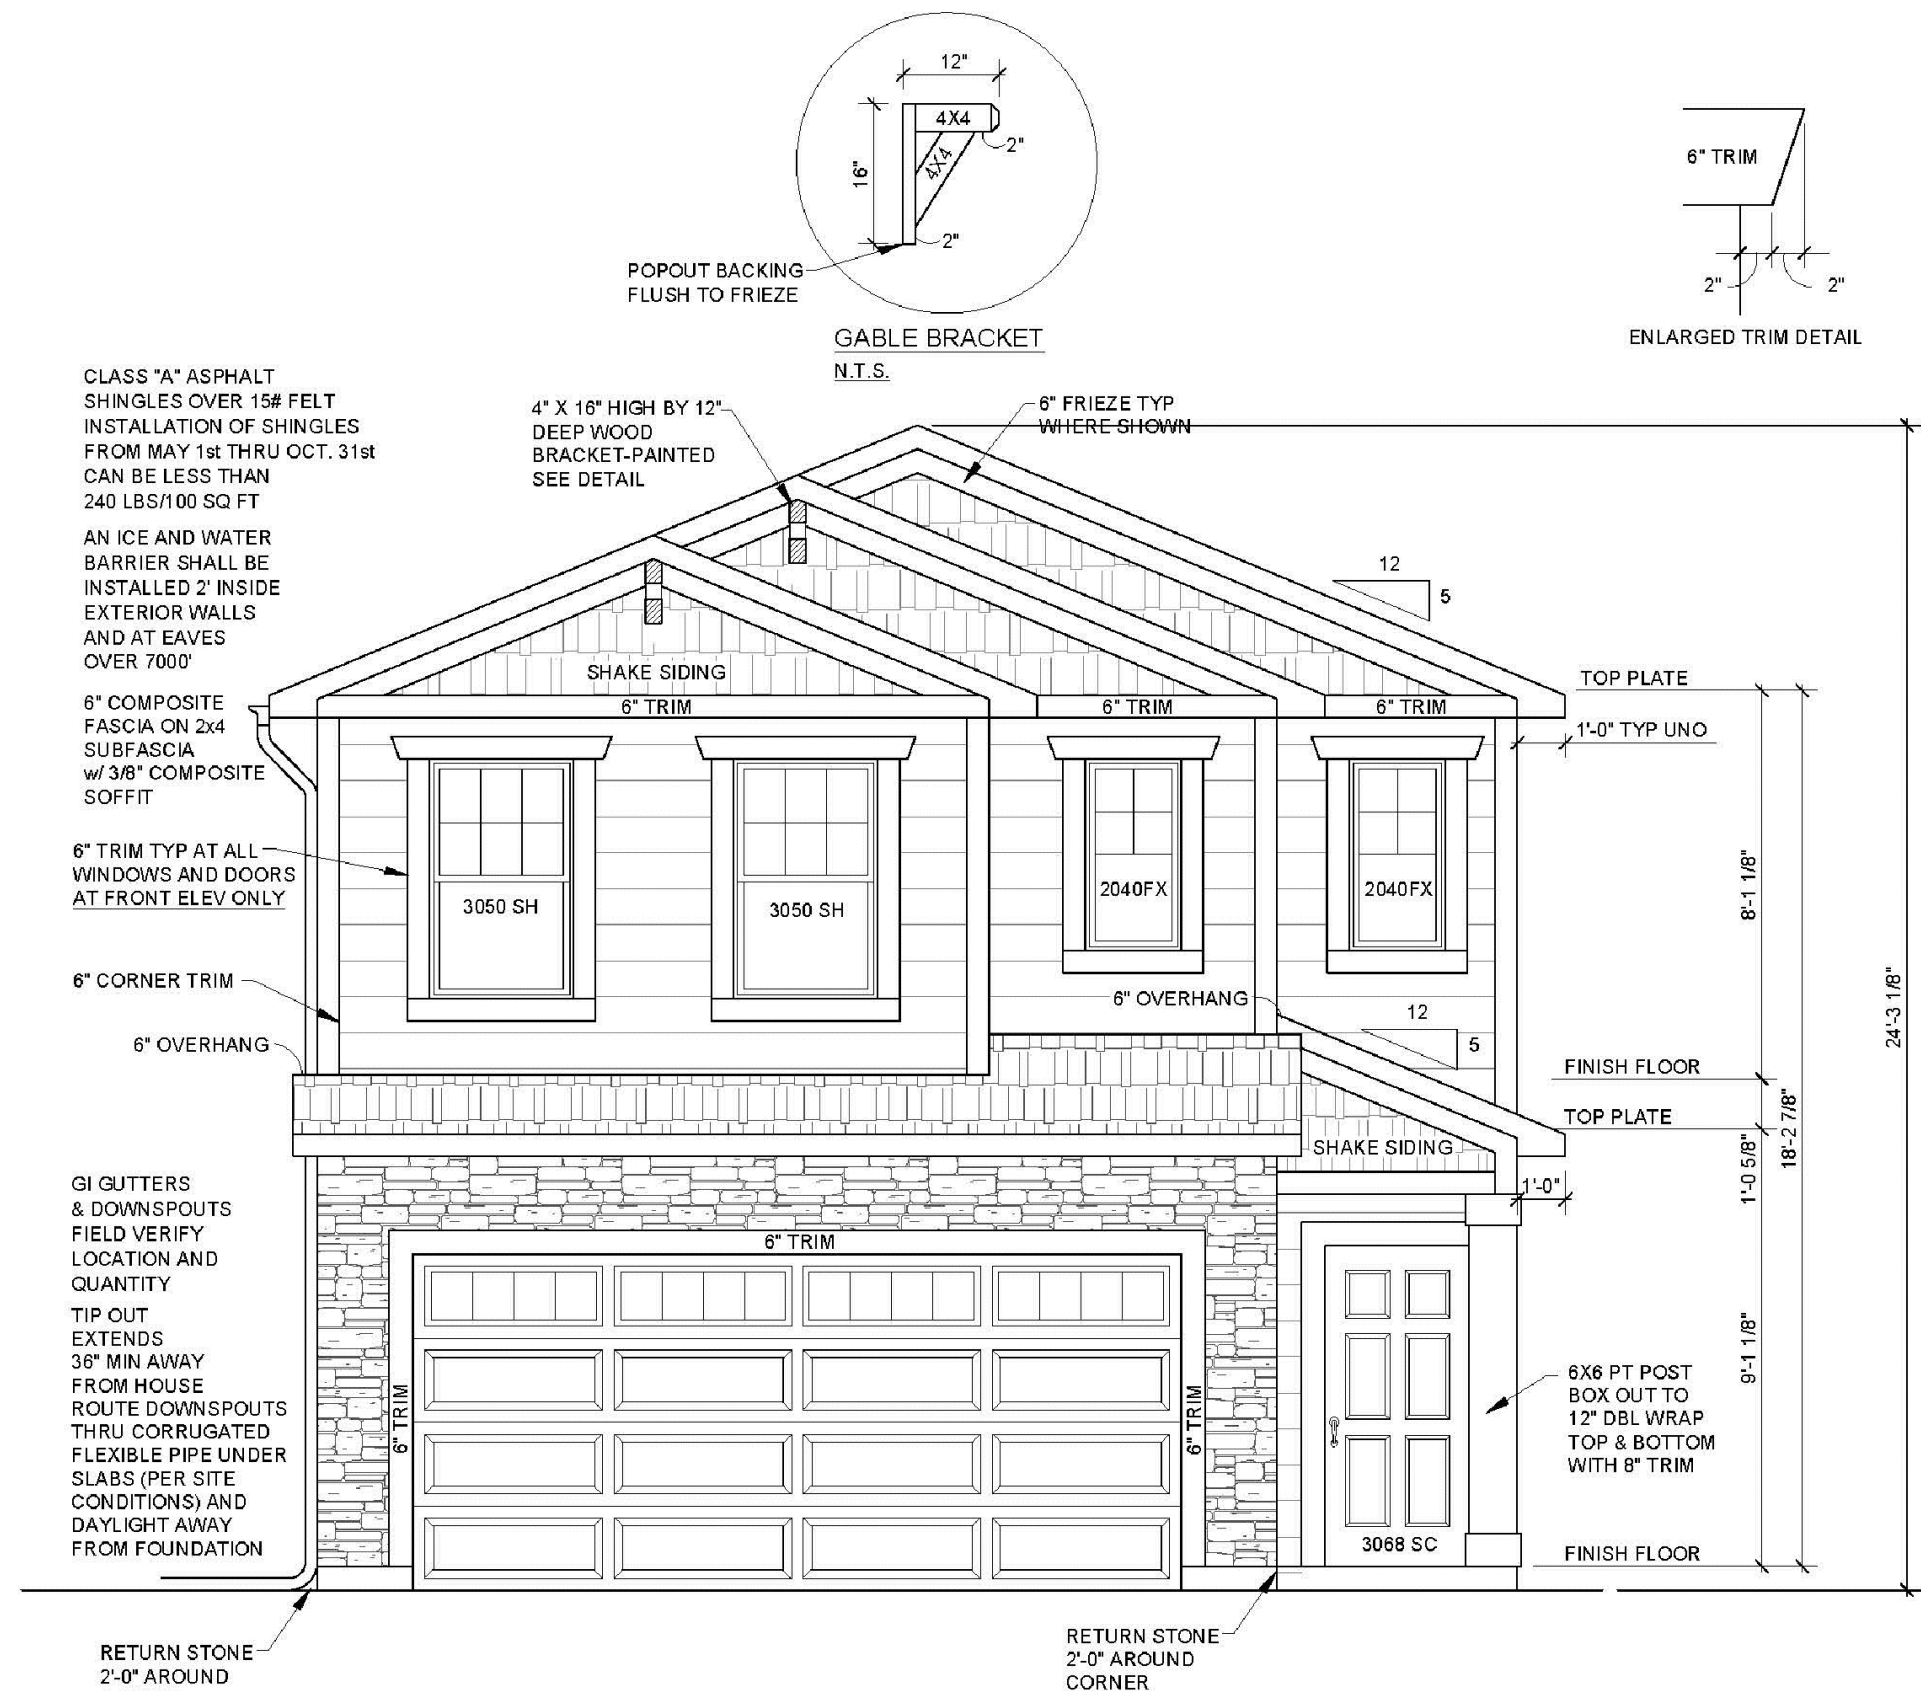 12"
4X4
2"
16"
4X4
2"
POPOUT BACKING
FLUSH TO FRIEZE
GABLE BRACKET
N.T.S.
6" TRIM
2"
2"
ENLARGED TRIM DETAIL
CLASS "A" ASPHALT
SHINGLES OVER 15# FELT
INSTALLATION OF SHINGLES
FROM MAY 1st THRU OCT. 31st
CAN BE LESS THAN
240 LBS/100 SQ FT
AN ICE AND WATER
BARRIER SHALL BE
INSTALLED 2' INSIDE
EXTERIOR WALLS
AND AT EAVES
OVER 7000'
6" COMPOSITE
FASCIA ON 2x4
SUBFASCIA
w/ 3/8" COMPOSITE
SOFFIT
6" TRIM TYP AT ALL
WINDOWS AND DOORS
AT FRONT ELEV ONLY
6" CORNER TRIM
6" OVERHANG
GI GUTTERS
& DOWNSPOUTS
FIELD VERIFY
LOCATION AND
QUANTITY
TIP OUT
EXTENDS
36" MIN AWAY
FROM HOUSE
ROUTE DOWNSPOUTS
THRU CORRUGATED
FLEXIBLE PIPE UNDER
SLABS (PER SITE
CONDITIONS) AND
DAYLIGHT AWAY
FROM FOUNDATION
RETURN STONE
2'-0" AROUND
4" X 16" HIGH BY 12"
DEEP WOOD
BRACKET-PAINTED
SEE DETAIL
6" FRIEZE TYP
WHERE SHOWN
12
5
SHAKE SIDING
6" TRIM
6" TRIM
6" TRIM
TOP PLATE
1'-0" TYP UNO
3050 SH
3050 SH
2040FX
2040FX
6" OVERHANG
12
5
FINISH FLOOR
TOP PLATE
SHAKE SIDING
1'-0"
8'-1 1/8"
1'-0 5/8"
9'-1 1/8"
18'-2 7/8"
24'-3 1/8"
6" TRIM
6" TRIM
6" TRIM
3068 SC
6X6 PT POST
BOX OUT TO
12" DBL WRAP
TOP & BOTTOM
WITH 8" TRIM
FINISH FLOOR
RETURN STONE
2'-0" AROUND
CORNER